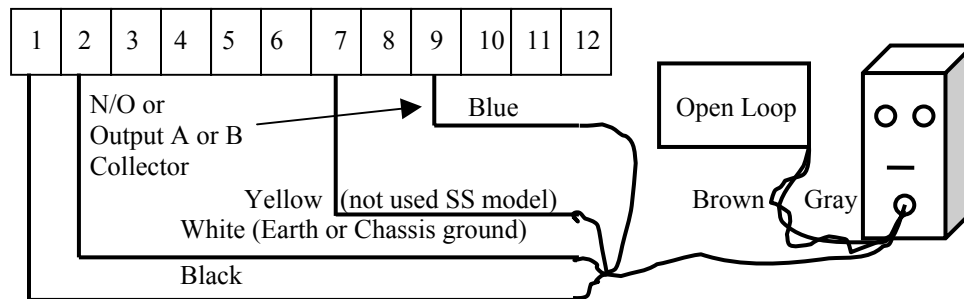 1 2 3 4 5 6 7 8 9 10 11 12
N/O or
Output A or B
Collector
Blue
Open Loop
Yellow (not used SS model)
Brown Gray
White (Earth or Chassis ground)
Black